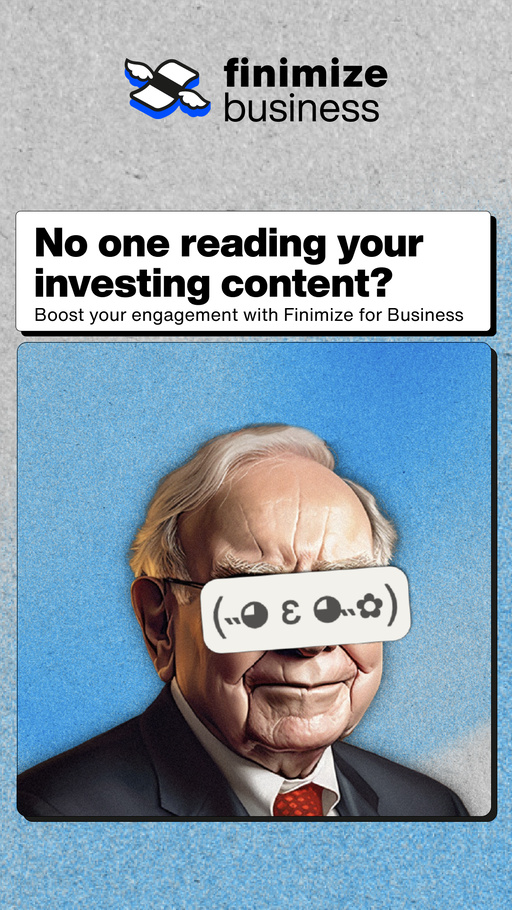 finimize
business
No one reading your
investing content?
Boost your engagement with Finimize for Business
(„◕ ε ◕„✿)